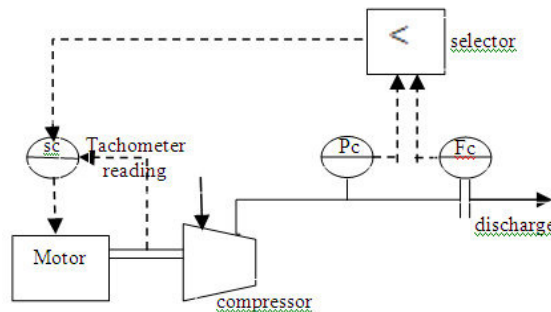 <
selector
sc
Tachometer
reading
Pc
Fc
discharge
Motor
compressor